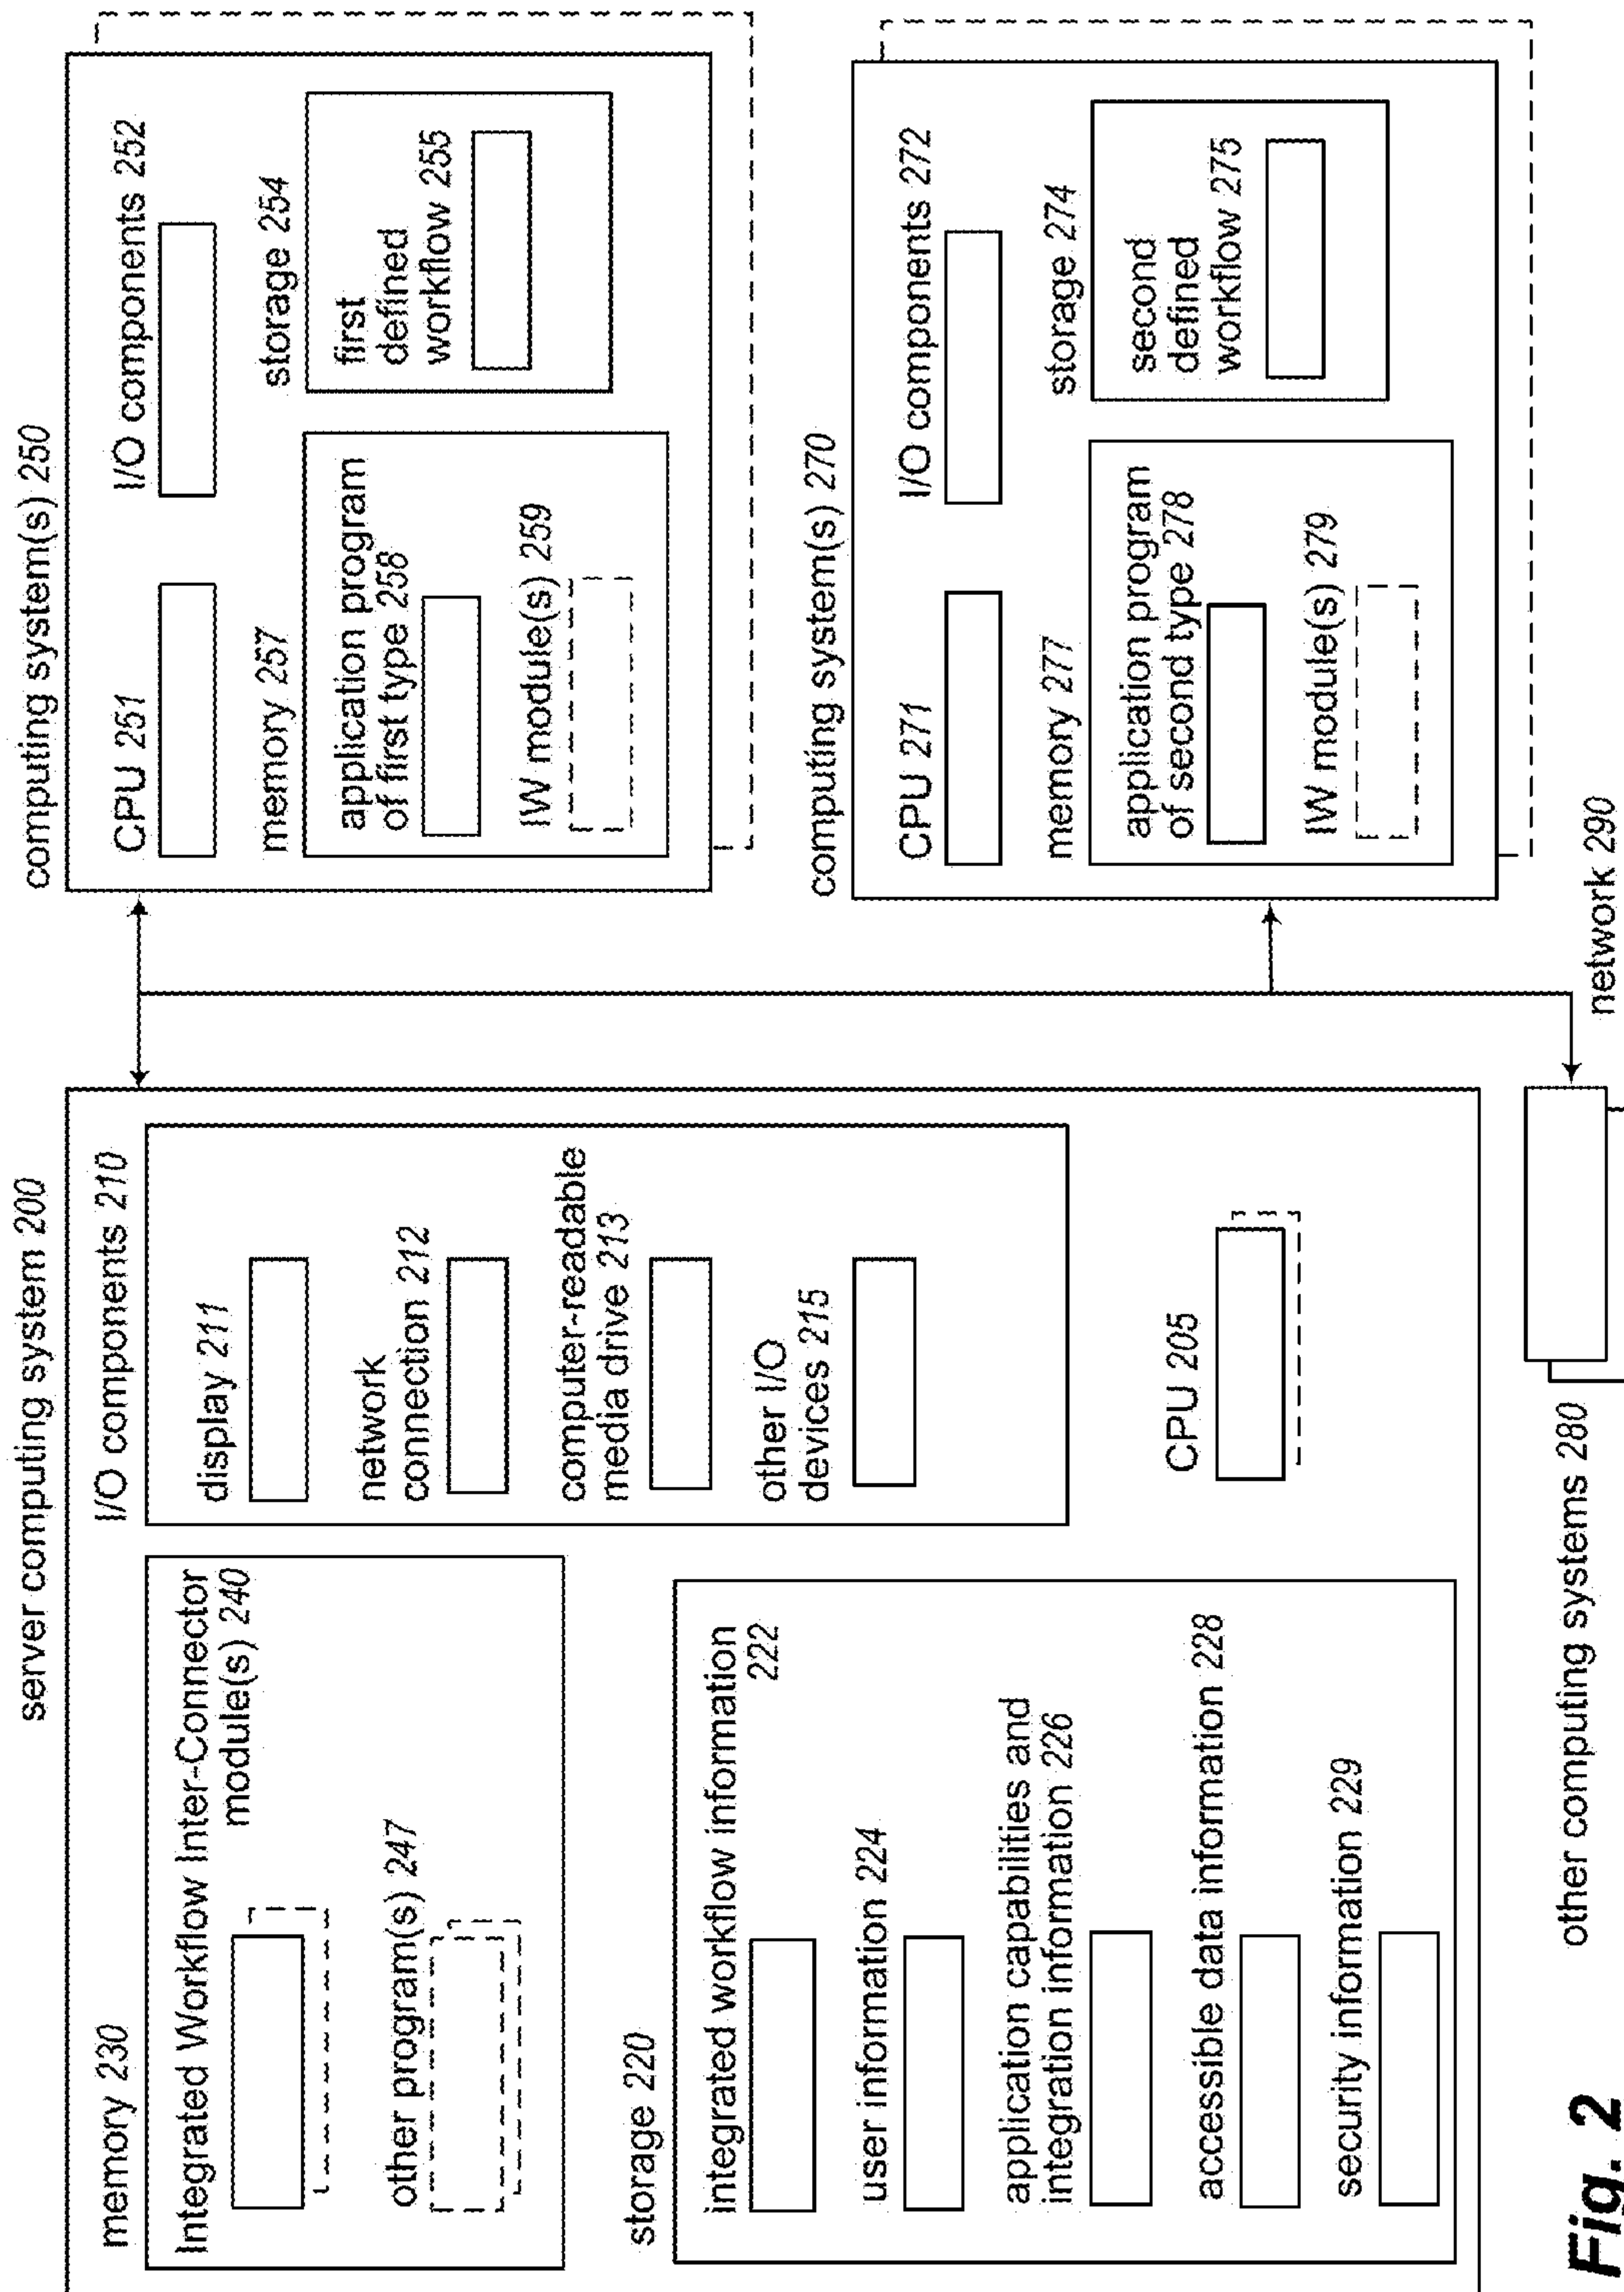 server computing system 200
memory 230
Integrated Workflow Inter-Connector
module(s) 240
other program(s) 247
I/O components 210
display 211
network
connection 212
computer-readable
media drive 213
other I/O
devices 215
storage 220
integrated workflow information
222
user information 224
application capabilities and
integration information 226
accessible data information 228
security information 229
CPU 205
computing system(s) 250
CPU 251
I/O components 252
memory 257
application program
of first type 258
IW module(s) 259
storage 254
first
defined
workflow 255
computing system(s) 270
CPU 271
I/O components 272
memory 277
application program
of second type 278
IW module(s) 279
storage 274
second
defined
workflow 275
other computing systems 280
network 290
Fig. 2